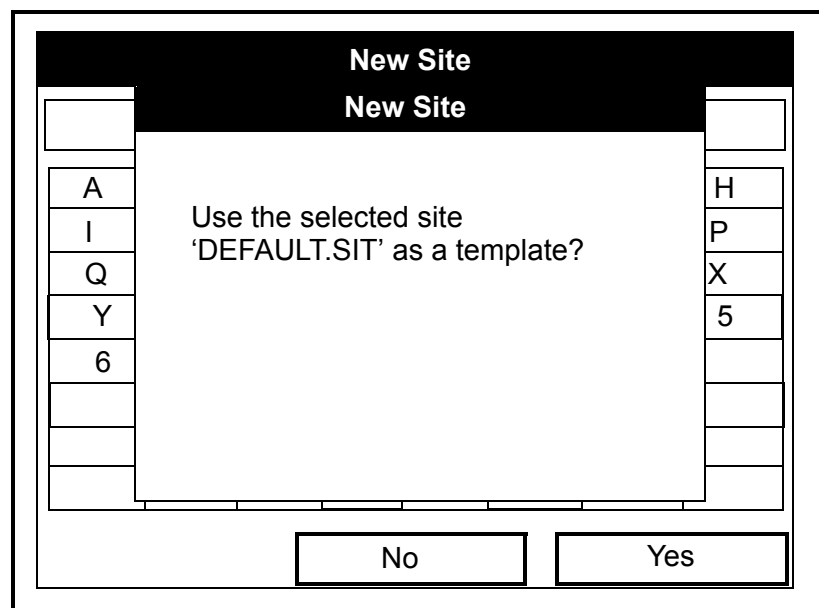 New Site
New Site
A H
Use the selected site
I P
‘DEFAULT.SIT’ as a template?
Q X
Y 5
6
No Yes